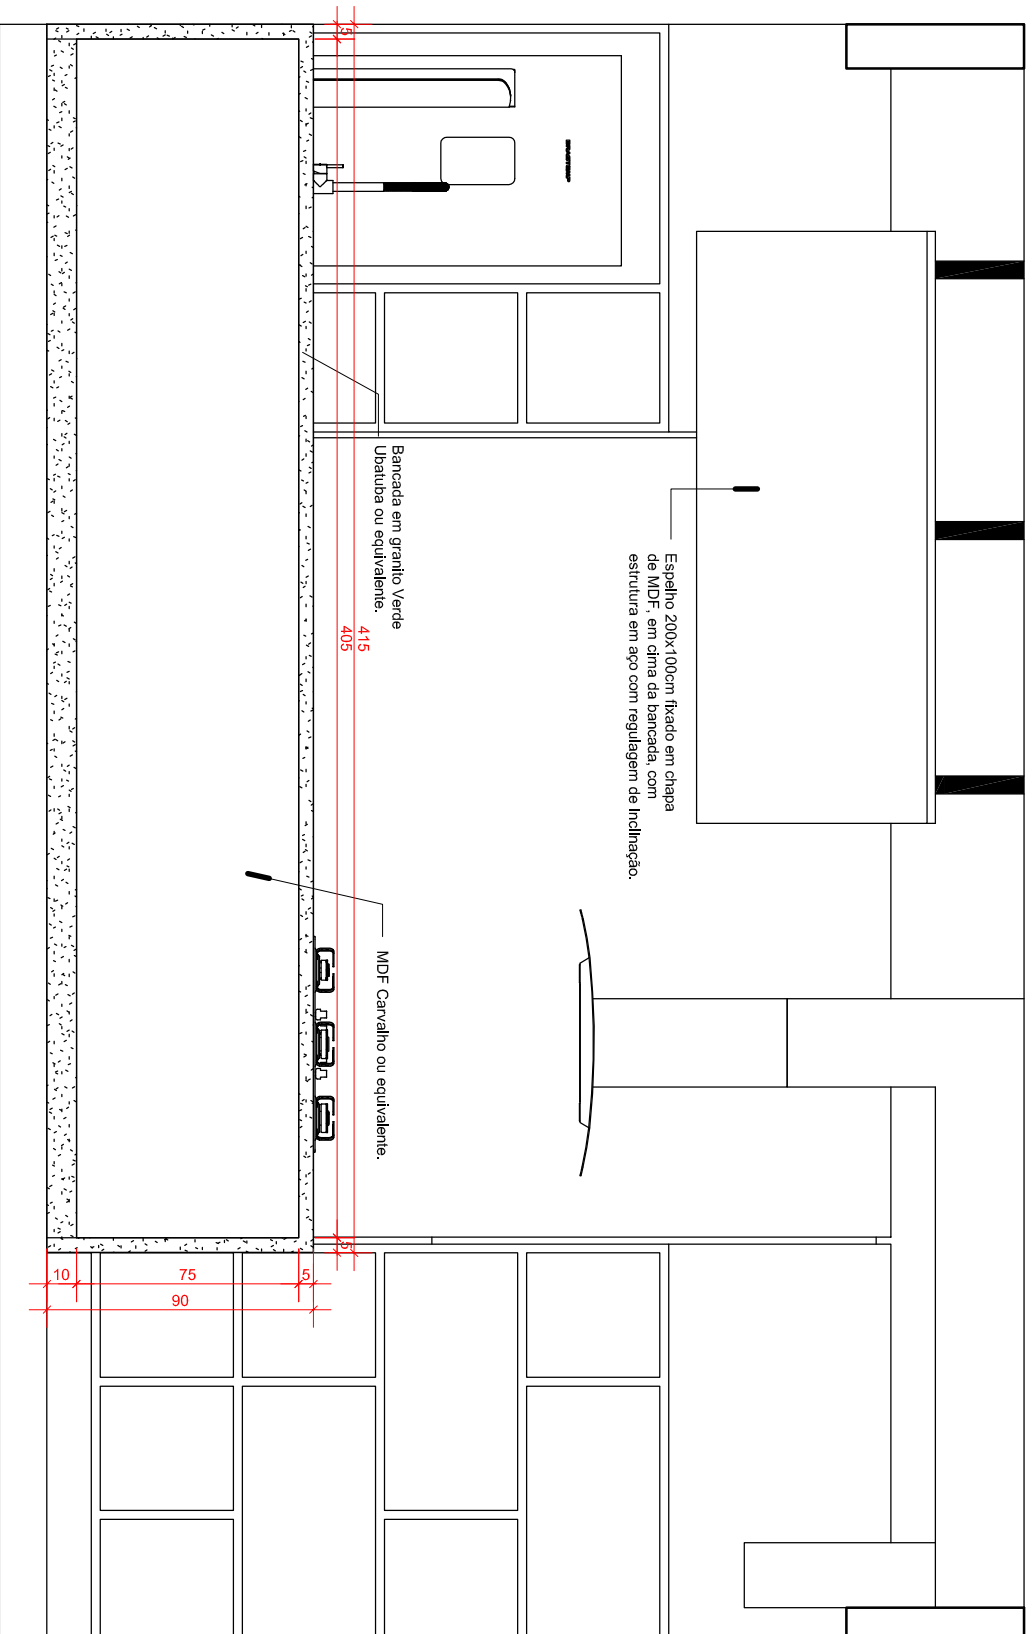 Espelho 200x100cm fixado em chapa
de MDF, em cima da bancada, com
estrutura em aço com regulagem de Inclinação.
Bancada em granito Verde
Ubatuba ou equivalente.
MDF Carvalho ou equivalente.
5
415
405
5
10
75
5
90